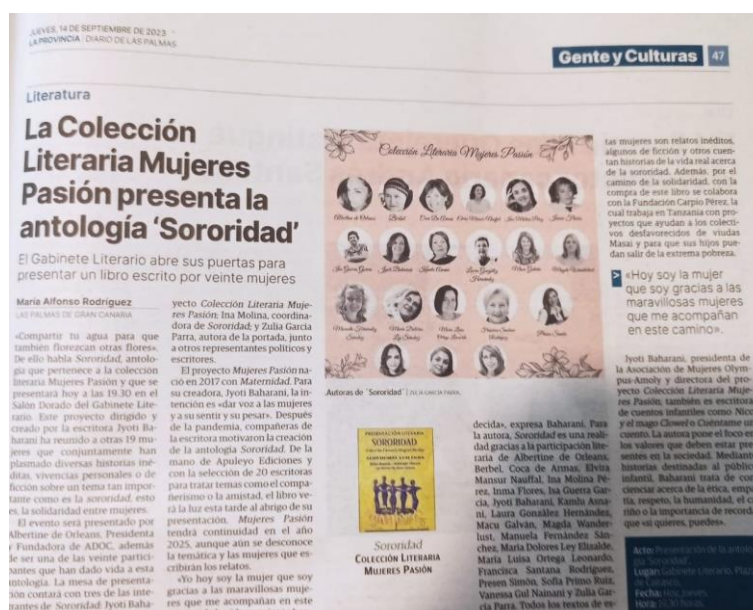 JUEVES, 14 DE SEPTIEMBRE DE 2023
LA PROVINCIA | DIARIO DE LAS PALMAS
Gente y Culturas 47
Literatura
La Colección
Literaria Mujeres
Pasión presenta la
antología ‘Sororidad’
El Gabinete Literario abre sus puertas para
presentar un libro escrito por veinte mujeres
María Alfonso Rodríguez
LAS PALMAS DE GRAN CANARIA
«Compartir tu agua para que
también florezcan otras flores».
De ello habla Sororidad, antolo-
gía que pertenece a la colección
literaria Mujeres Pasión y que se
presentará hoy a las 19.30 en el
Salón Dorado del Gabinete Lite-
rario. Este proyecto dirigido y
creado por la escritora Jyoti Ba-
harani ha reunido a otras 19 mu-
jeres que conjuntamente han
plasmado diversas historias iné-
ditas, vivencias personales o de
ficción sobre un tema tan impor-
tante como es la sororidad, esto
es, la solidaridad entre mujeres.
El evento será presentado por
Albertine de Orleans, Presidenta
y Fundadora de ADOC, además
de ser una de las veinte partici-
pantes que han dado vida a esta
antología. La mesa de presenta-
ción contará con tres de las inte-
grantes de Sororidad: Jyoti Baha-
yecto Colección Literaria Muje-
res Pasión; Ina Molina, coordina-
dora de Sororidad; y Zulia García
Parra, autora de la portada, junto
a otros representantes políticos y
escritores.
El proyecto Mujeres Pasión na-
ció en 2017 con Maternidad. Para
su creadora, Jyoti Baharani, la in-
tención es «dar voz a las mujeres
y a su sentir y su pesar». Después
de la pandemia, compañeras de
la escritora motivaron la creación
de la antología Sororidad. De la
mano de Apuleyo Ediciones y
con la selección de 20 escritoras
para tratar temas como el compa-
ñerismo o la amistad, el libro ve-
rá la luz esta tarde al abrigo de su
presentación. Mujeres Pasión
tendrá continuidad en el año
2025, aunque aún se desconoce
la temática y las mujeres que es-
cribirán los relatos.
«Yo hoy soy la mujer que soy
gracias a las maravillosas muje-
res que me acompañan en este
Colección Literaria Mujeres Pasión
Autoras de ‘Sororidad’ | ZULIA GARCÍA PARRA
PRESENTACIÓN LITERARIA
SORORIDAD
Sororidad
COLECCIÓN LITERARIA
MUJERES PASIÓN
decida», expresa Baharani. Para
la autora, Sororidad es una reali-
dad gracias a la participación lite-
raria de Albertine de Orleans,
Berbel, Coca de Armas, Elvira
Mansur Nauffal, Ina Molina Pé-
rez, Inma Flores, Isa Guerra Gar-
cía, Jyoti Baharani, Kamlu Asna-
ni, Laura González Hernández,
Macu Galván, Magda Wander-
lust, Manuela Fernández Sán-
chez, María Dolores Ley Elizalde,
María Luisa Ortega Leonardo,
Francisca Santana Rodríguez,
Presen Simón, Sofía Primo Ruiz,
Vanessa Gul Nainani y Zulia Gar-
cía Parra. Todos los textos de es-
tas mujeres son relatos inéditos,
algunos de ficción y otros cuen-
tan historias de la vida real acerca
de la sororidad. Además, por el
camino de la solidaridad, con la
compra de este libro se colabora
con la Fundación Carpio Pérez, la
cual trabaja en Tanzania con pro-
yectos que ayudan a los colecti-
vos desfavorecidos de viudas
Masai y para que sus hijos pue-
dan salir de la extrema pobreza.
«Hoy soy la mujer
que soy gracias a las
maravillosas mujeres
que me acompañan
en este camino».
Jyoti Baharani, presidenta de
la Asociación de Mujeres Olym-
pus-Amoly y directora del pro-
yecto Colección Literaria Muje-
res Pasión, también es escritora
de cuentos infantiles como Nico
y el mago Clowel o Cuéntame un
cuento. La autora pone el foco en
los valores que deben estar pre-
sentes en la sociedad. Mediante
historias destinadas al público
infantil, Baharani trata de con-
ciencias acerca de la ética, empa-
tía, respeto, la humanidad, el ca-
riño o la importancia de recordar
que «si quieres, puedes».
Acto: Presentación de la antolo-
gía ‘Sororidad’.
Lugar: Gabinete Literario. Plaza
de Cairasco.
Fecha: Hoy, jueves.
Hora: